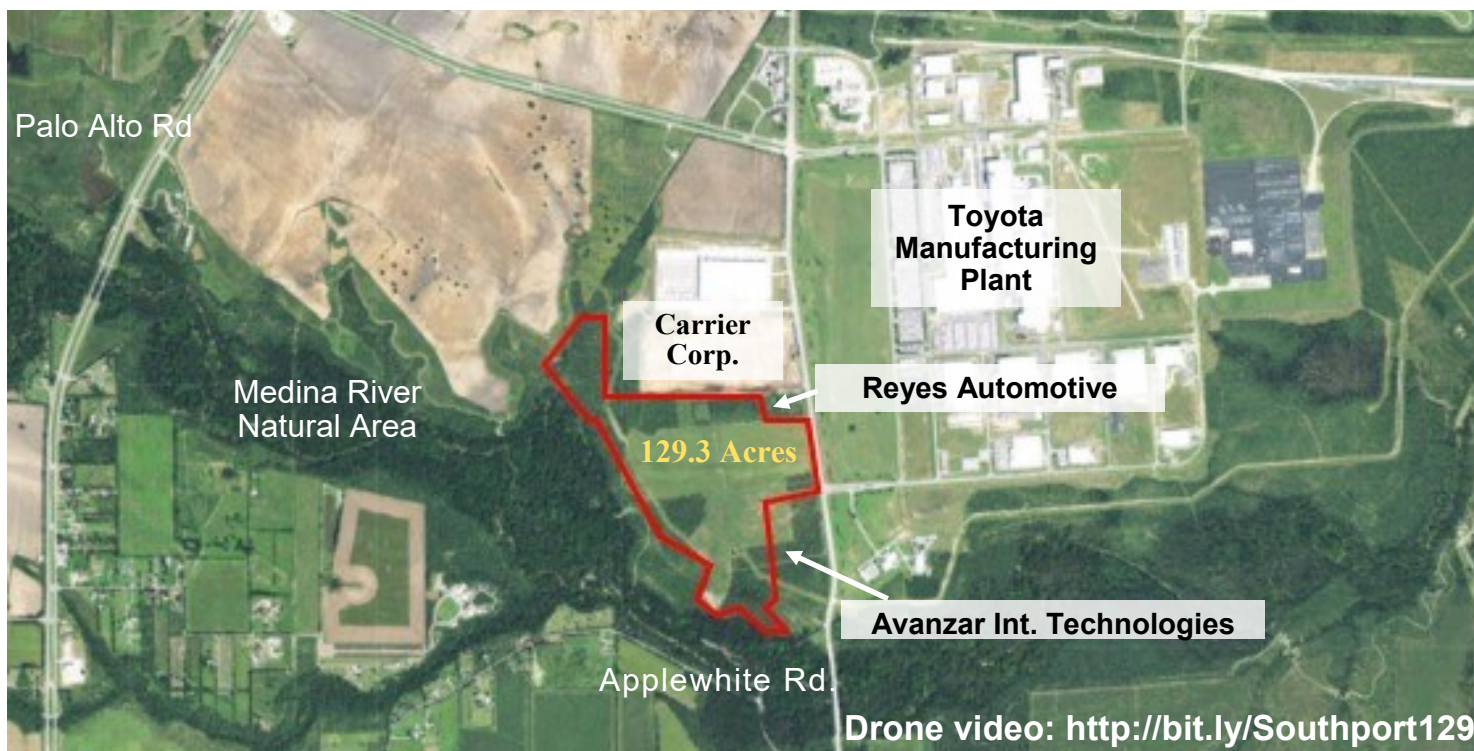 Palo Alto Rd
Toyota
Manufacturing
Plant
Carrier
Corp.
Reyes Automotive
Medina River
Natural Area
129.3 Acres
Avanzar Int. Technologies
Applewhite Rd.
Drone video: http://bit.ly/Southport129